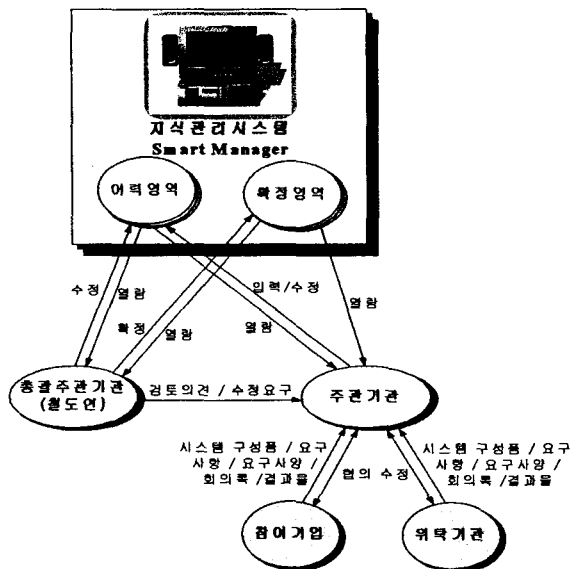 지식관리시스템
Smart Manager
이력영역
확정영역
수정
열람
확정
열람
입력/수정
열람
열람
총괄주관기관
(철도연)
검토의견 / 수정요구
주관기관
시스템 구성품 / 요구
사항 / 요구사양 /
회의록 /결과물
협의 수정
시스템 구성품 / 요구
사항 / 요구사양 /
회의록 /결과물
참여기업
위탁기관